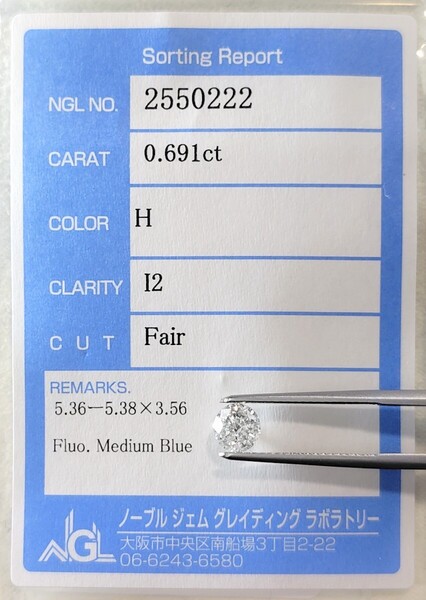 Sorting Report
NGL NO. 2550222
CARAT 0.691ct
COLOR H
CLARITY I2
CUT Fair
REMARKS.
5.36－5.38×3.56
Fluo. Medium Blue
NGL
ノーブル ジェム グレイディング ラボラトリー
大阪市中央区南船場3丁目2-22
06-6243-6580